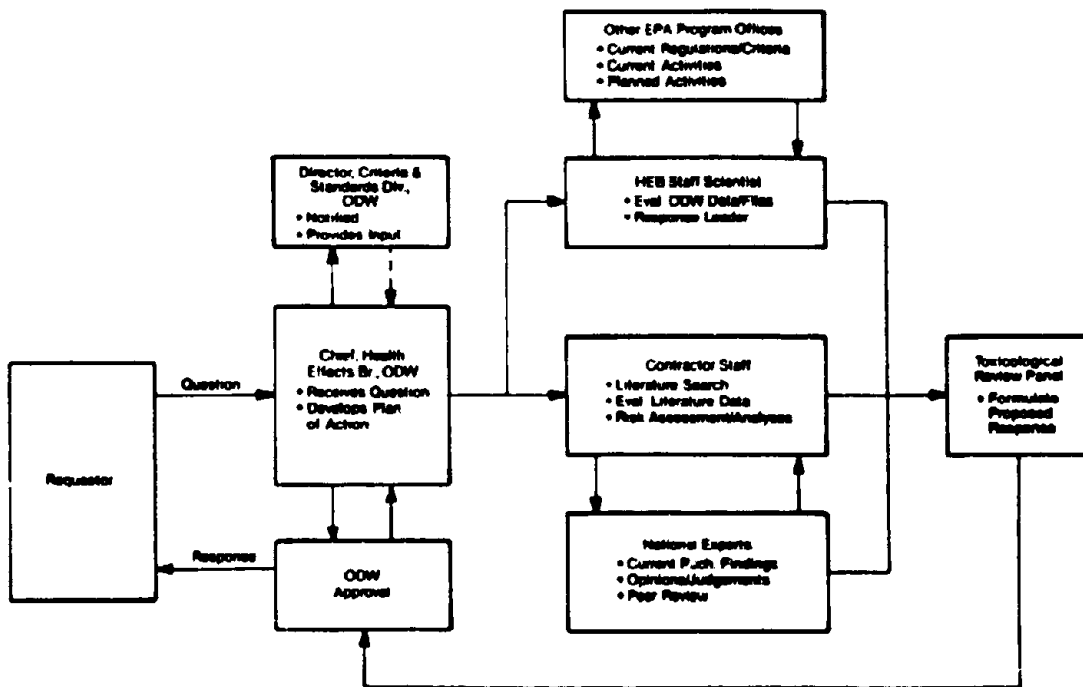 Other EPA Program Offices
• Current Regulations/Criteria
• Current Activities
• Planned Activities
Director, Criteria &
Standards Div.,
ODW
• Notified
• Provides Input
HEB Staff Scientist
• Eval ODW Data/Files
• Response Leader
Chief, Health
Effects Br., ODW
• Receives Question
• Develops Plan
of Action
Contractor Staff
• Literature Search
• Eval Literature Data
• Risk Assessment/Analyses
Toxicological
Review Panel
• Formulate
Proposed
Response
Question
Requestor
Response
ODW
Approval
National Experts
• Current Findings
• Opinions/Judgements
• Peer Review